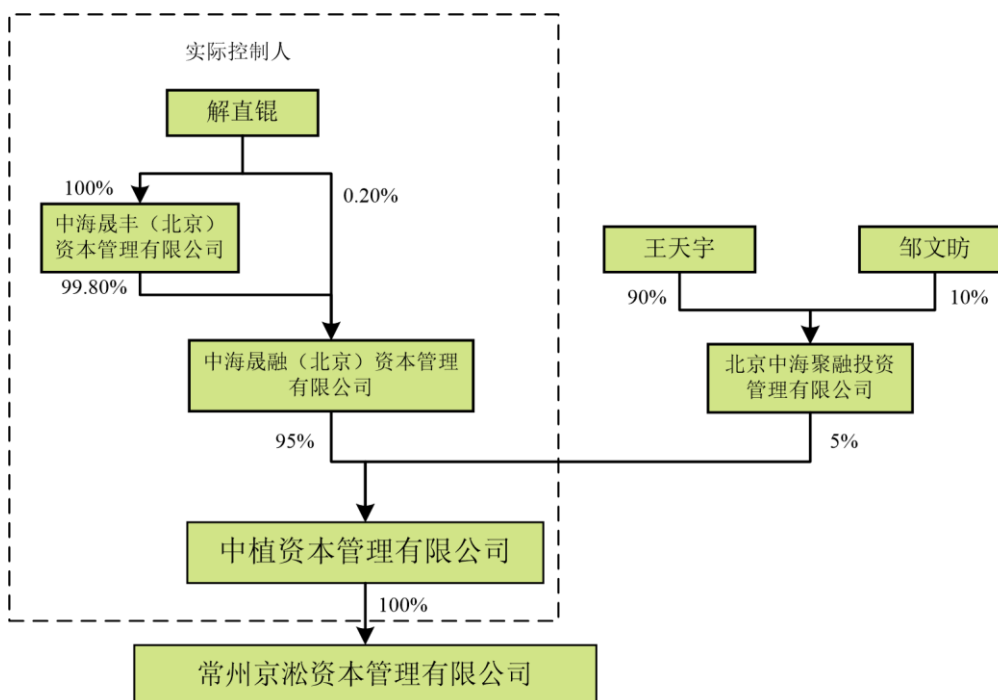 实际控制人
解直锟
100%
0.20%
中海晟丰（北京）
资本管理有限公司
王天宇
邹文昉
99.80%
90%
10%
中海晟融（北京）资本管理
有限公司
北京中海聚融投资
管理有限公司
95%
5%
中植资本管理有限公司
100%
常州京淞资本管理有限公司